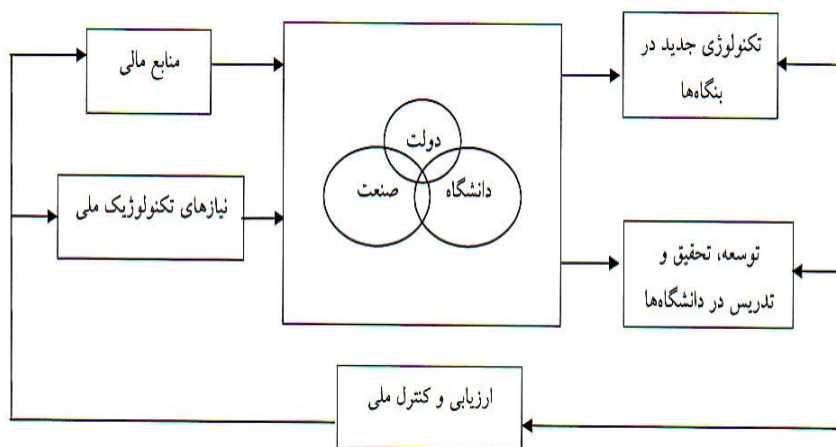 تکنولوژی جدید در
بنگاه‌ها
منابع مالی
دولت
دانشگاه
صنعت
نیازهای تکنولوژیک ملی
توسعه، تحقیق و
تدریس در دانشگاه‌ها
ارزیابی و کنترل ملی